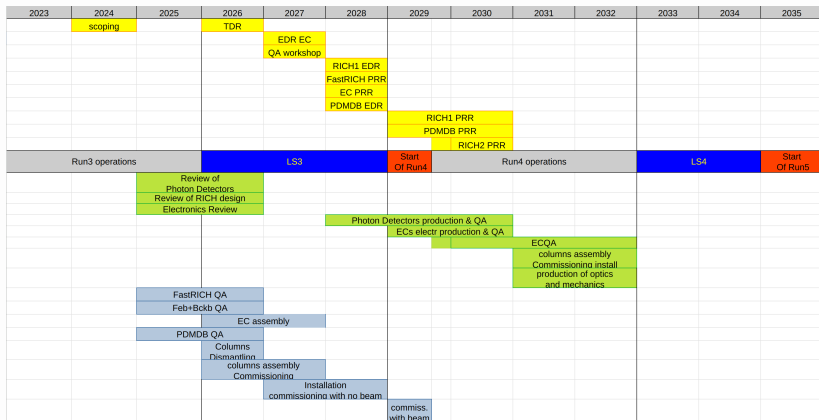 2023 2024 2025 2026 2027 2028 2029 2030 2031 2032 2033 2034 2035
scoping TDR
EDR EC
QA workshop
RICH1 EDR
FastRICH PRR
EC PRR
PDMDB EDR
RICH1 PRR
PDMDB PRR
RICH2 PRR
Run3 operations LS3 Start Of Run4 Run4 operations LS4 Start Of Run5
Review of
Photon Detectors
Review of RICH design
Electronics Review
Photon Detectors production & QA
ECs electr production & QA
ECQA
columns assembly
Commissioning install
production of optics
and mechanics
FastRICH QA
Feb+Bckb QA
EC assembly
PDMDB QA
Columns
Dismantling
columns assembly
Commissioning
Installation
commissioning with no beam
commiss.
with beam